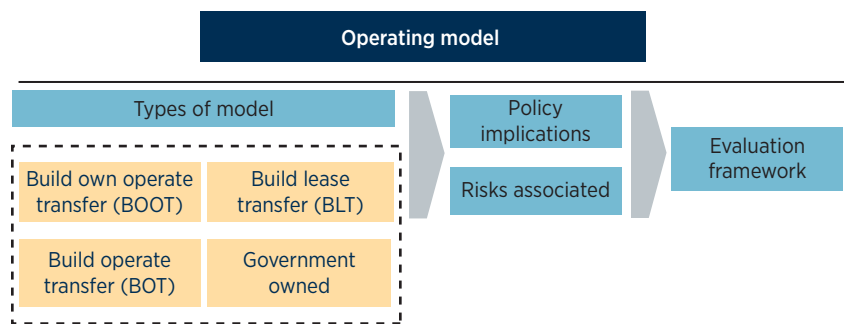 Operating model
Types of model
Build own operate
transfer (BOOT)
Build lease
transfer (BLT)
Build operate
transfer (BOT)
Government
owned
Policy
implications
Risks associated
Evaluation
framework